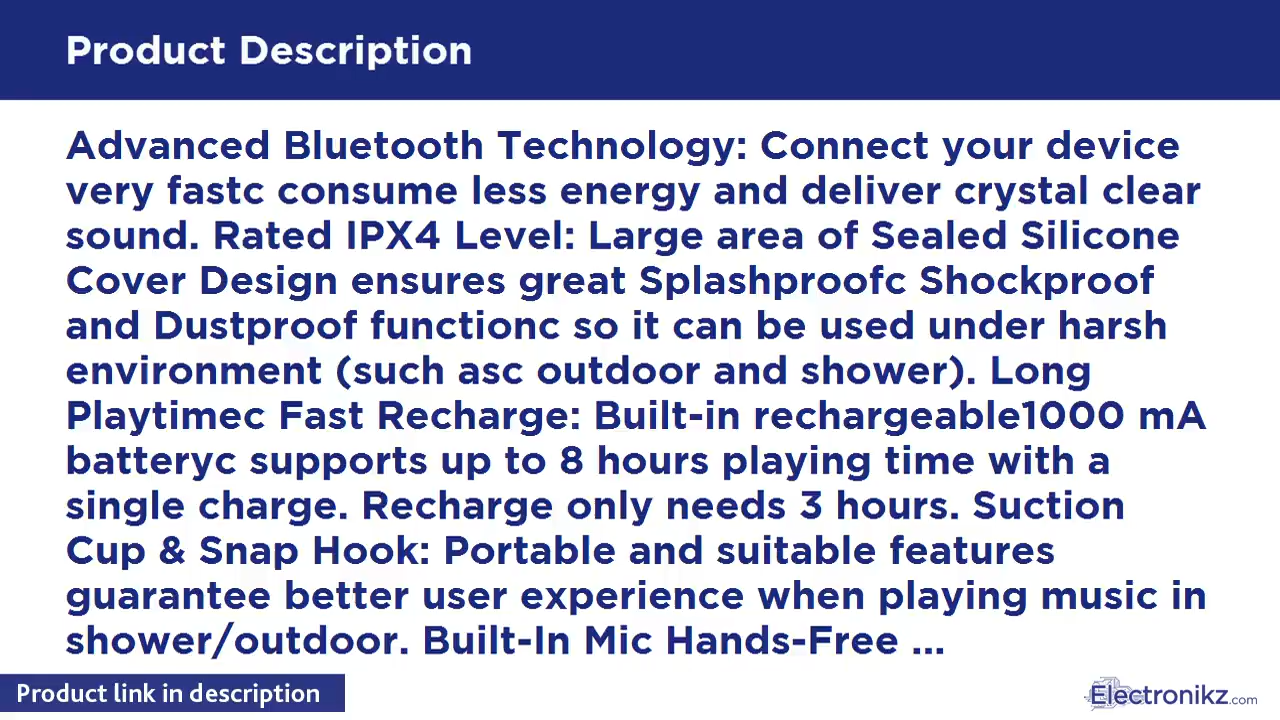 Product Description
Advanced Bluetooth Technology: Connect your device
very fastc consume less energy and deliver crystal clear
sound. Rated IPX4 Level: Large area of Sealed Silicone
Cover Design ensures great Splashproofc Shockproof
and Dustproof functionc so it can be used under harsh
environment (such asc outdoor and shower). Long
Playtimec Fast Recharge: Built-in rechargeable1000 mA
batteryc supports up to 8 hours playing time with a
single charge. Recharge only needs 3 hours. Suction
Cup & Snap Hook: Portable and suitable features
guarantee better user experience when playing music in
shower/outdoor. Built-In Mic Hands-Free ...
Product link in description
Electronikz.com